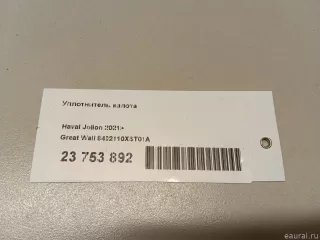 Уплотнитель капота
Haval Jolion 2021>
Great Wall 8402110XST01A
23 753 892
eaural.ru